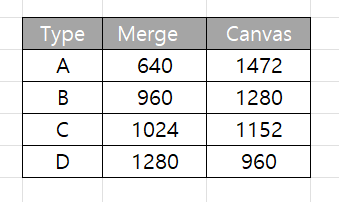 Type Merge Canvas
A 640 1472
B 960 1280
C 1024 1152
D 1280 960